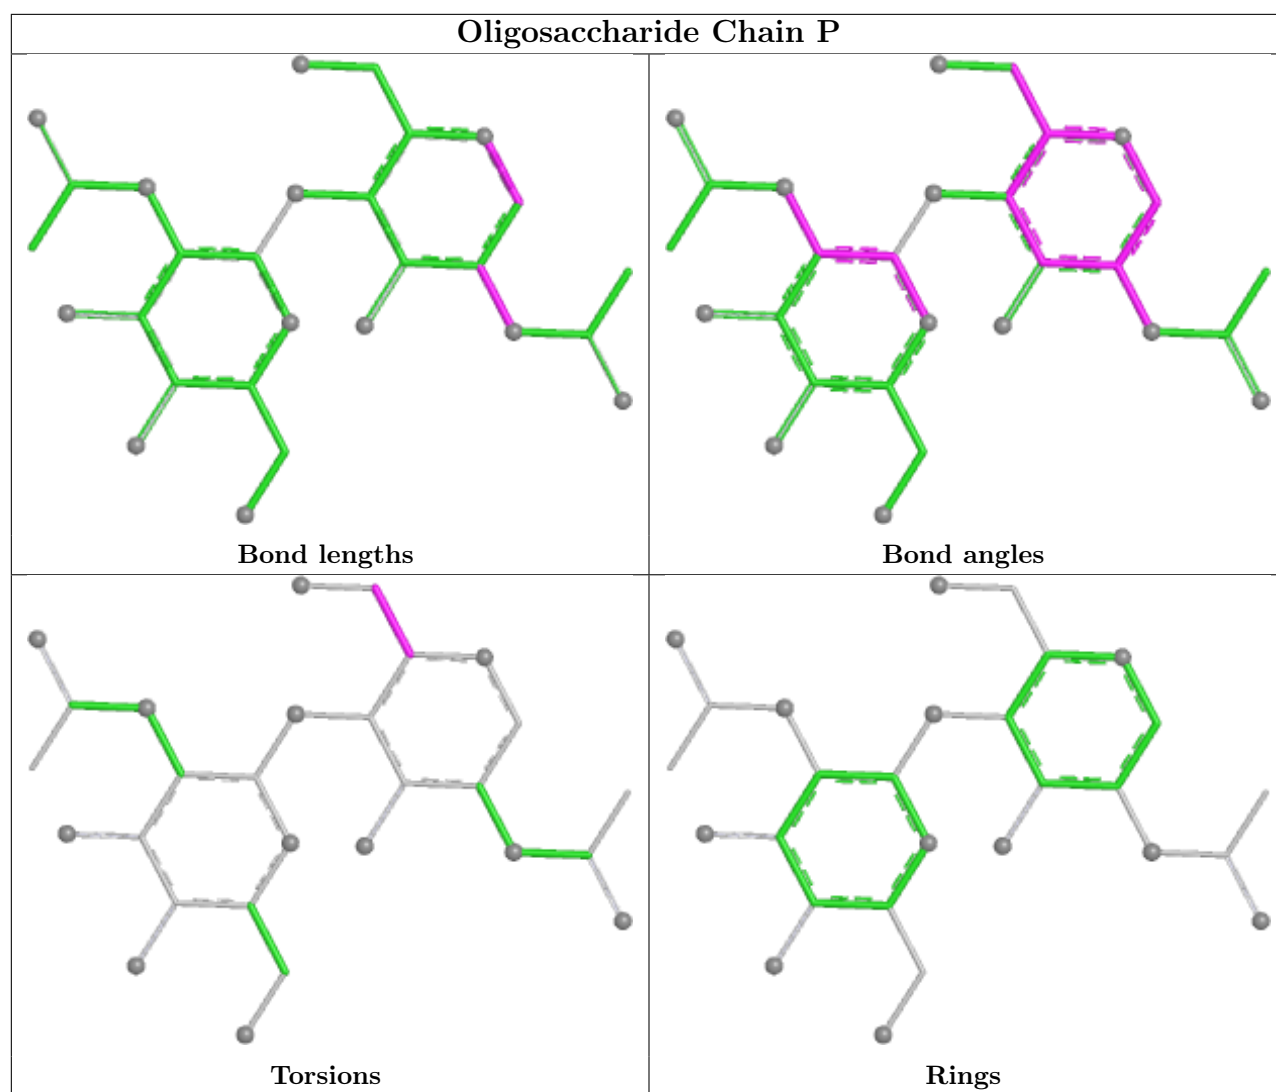 Oligosaccharide Chain P
Bond lengths
Bond angles
Torsions
Rings